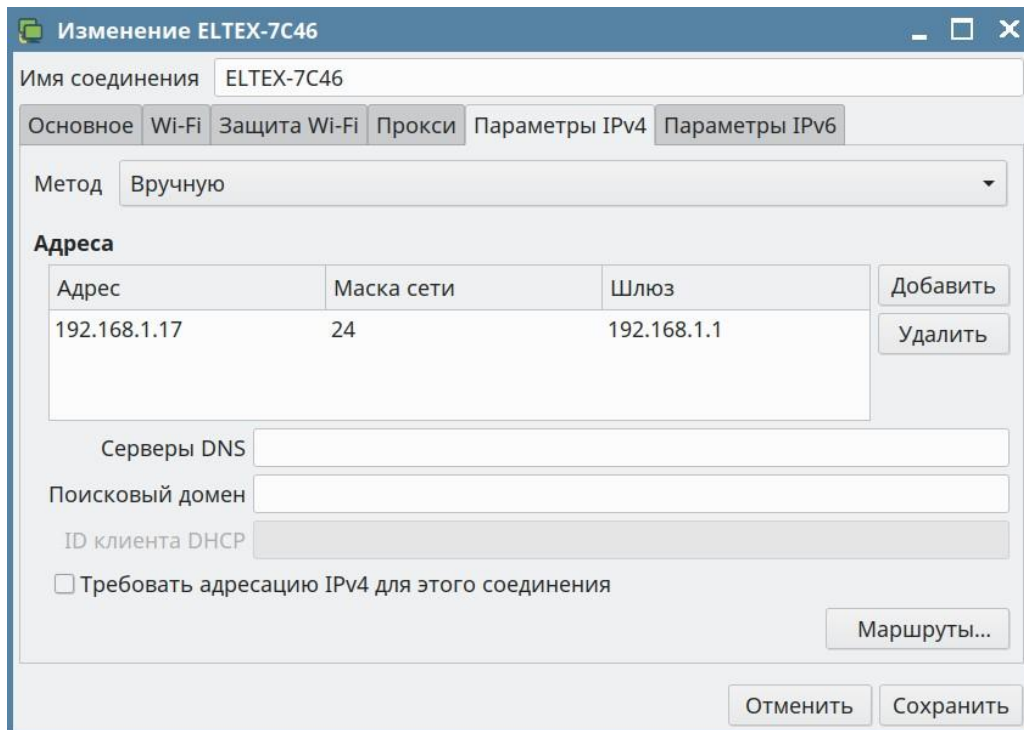 Изменение ELTEX-7C46
Имя соединения ELTEX-7C46
Основное Wi-Fi Защита Wi-Fi Прокси Параметры IPv4 Параметры IPv6
Метод Вручную
Адреса
Адрес Маска сети Шлюз Добавить
192.168.1.17 24 192.168.1.1 Удалить
Серверы DNS
Поисковый домен
ID клиента DHCP
Требовать адресацию IPv4 для этого соединения
Маршруты...
Отменить Сохранить